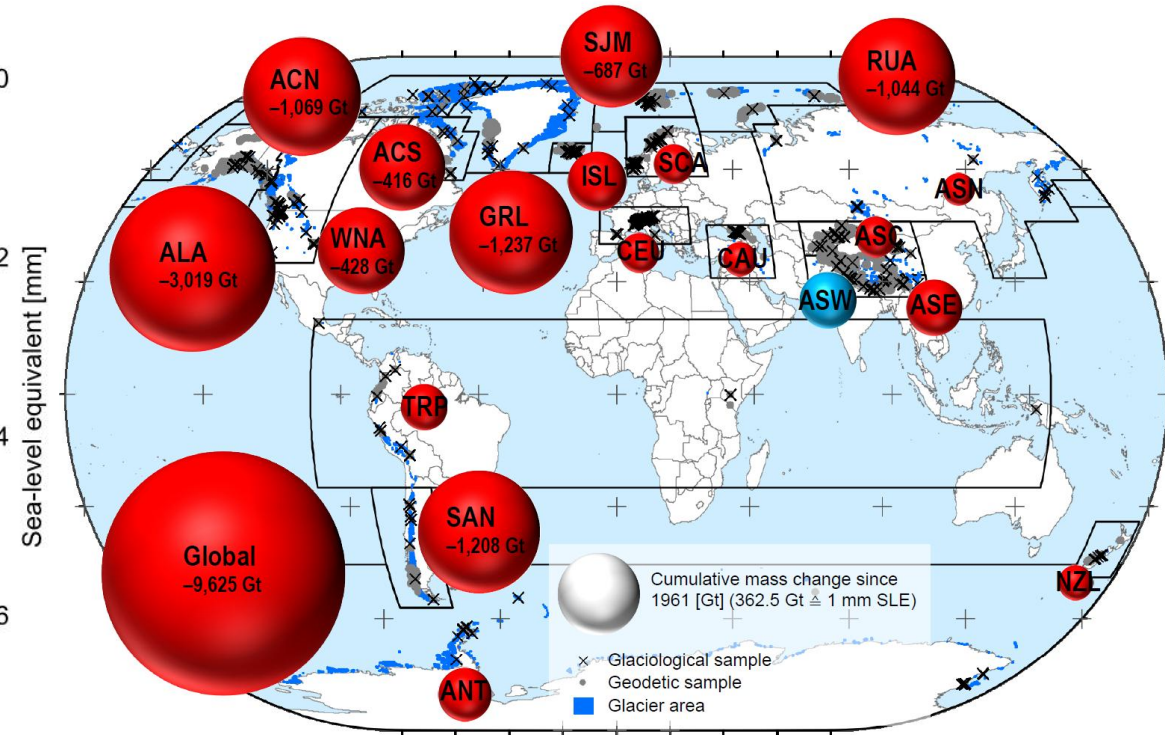 SJM
–687 Gt
RUA
–1,044 Gt
ACN
–1,069 Gt
ACS
–416 Gt
ISL
SCA
ASN
ALA
–3,019 Gt
WNA
–428 Gt
GRL
–1,237 Gt
CEU
CAU
ASC
ASW
ASE
TRP
Global
–9,625 Gt
SAN
–1,208 Gt
NZL
ANT
0
2
4
6
Sea-level equivalent [mm]
Cumulative mass change since
1961 [Gt] (362.5 Gt ≙ 1 mm SLE)
Glaciological sample
Geodetic sample
Glacier area